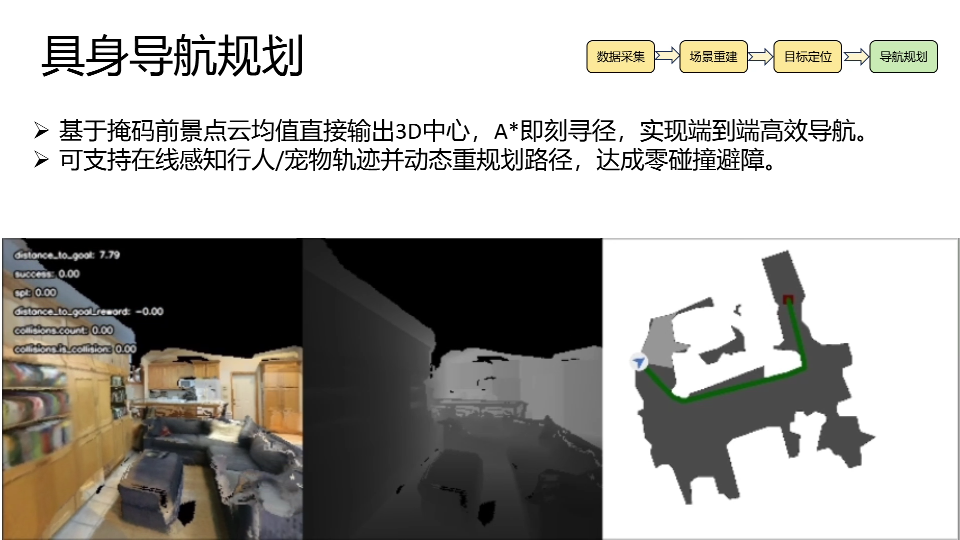 具身导航规划
数据采集
场景重建
目标定位
导航规划
➢ 基于掩码前景点云均值直接输出3D中心，A*即刻寻径，实现端到端高效导航。
➢ 可支持在线感知行人/宠物轨迹并动态重规划路径，达成零碰撞避障。
distance_to_goal: 7.79
success: 0.00
spl: 0.00
distance_to_goal_reward: -0.00
collisions.count: 0.00
collisions.is_collision: 0.00